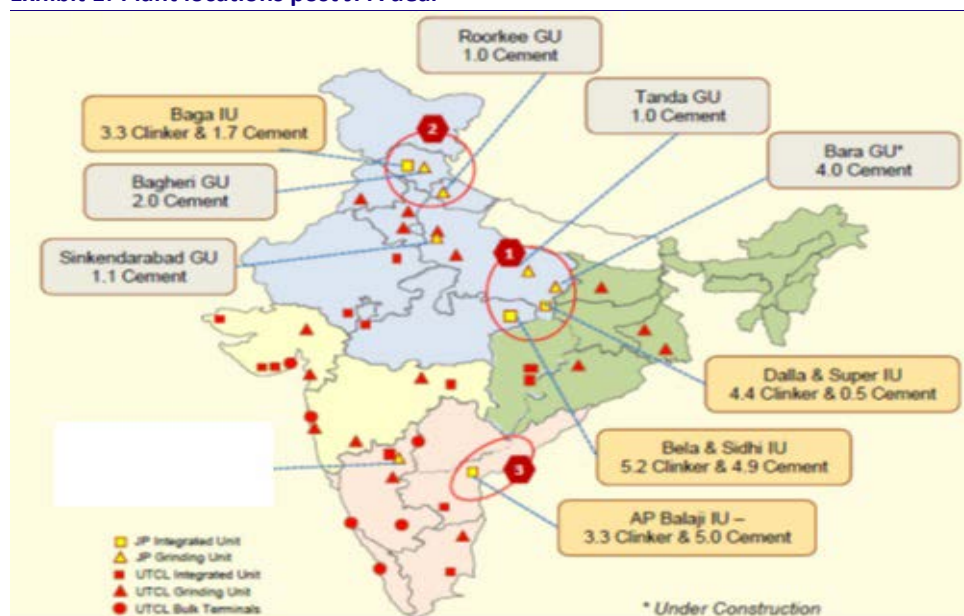 Roorkee GU
1.0 Cement
Tanda GU
1.0 Cement
Baga IU
3.3 Clinker & 1.7 Cement
2
Bara GU*
4.0 Cement
Bagheri GU
2.0 Cement
Sinkendarabad GU
1.1 Cement
1
Dalla & Super IU
4.4 Clinker & 0.5 Cement
Bela & Sidhi IU
5.2 Clinker & 4.9 Cement
3
AP Balaji IU –
3.3 Clinker & 5.0 Cement
JP Integrated Unit
JP Grinding Unit
UTCL Integrated Unit
UTCL Grinding Unit
UTCL Bulk Terminals
* Under Construction